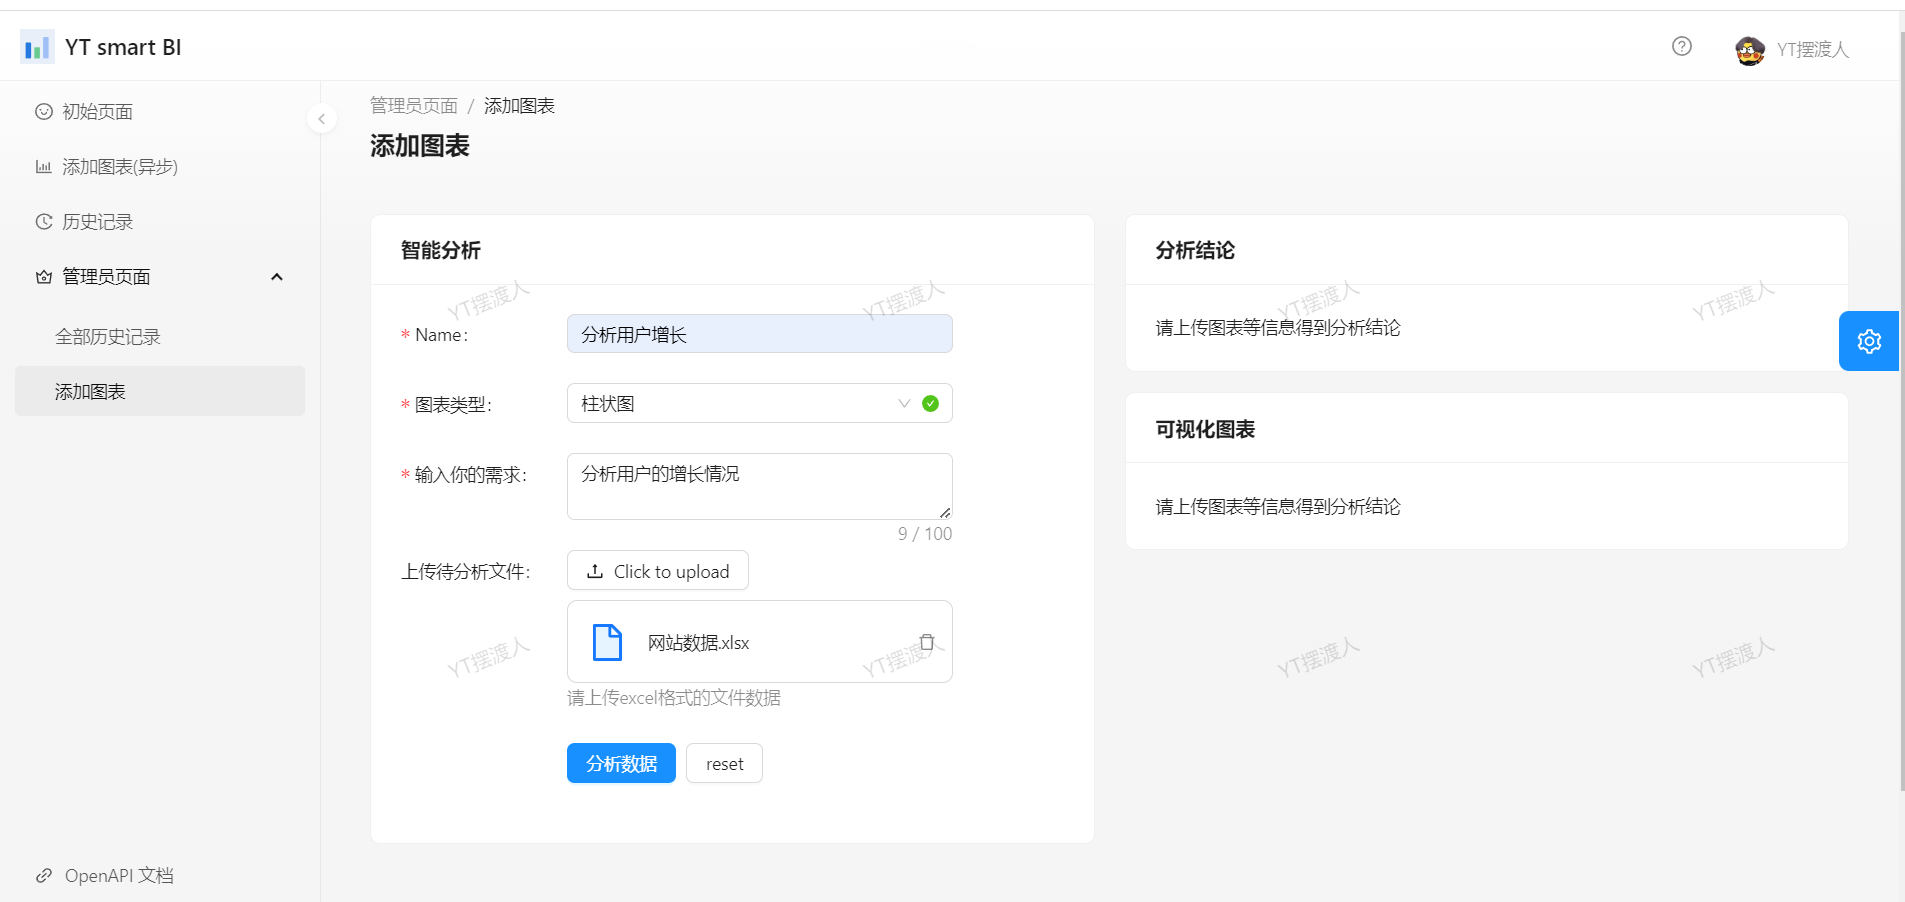 YT smart BI
YT摆渡人
初始页面
添加图表(异步)
历史记录
管理员页面
全部历史记录
添加图表
OpenAPI 文档
管理员页面 / 添加图表
添加图表
智能分析
* Name:
分析用户增长
* 图表类型:
柱状图
* 输入你的需求:
分析用户的增长情况
9 / 100
上传待分析文件:
Click to upload
网站数据.xlsx
请上传excel格式的文件数据
分析数据
reset
分析结论
请上传图表等信息得到分析结论
可视化图表
请上传图表等信息得到分析结论
YT摆渡人
YT摆渡人
YT摆渡人
YT摆渡人
YT摆渡人
YT摆渡人
YT摆渡人
YT摆渡人